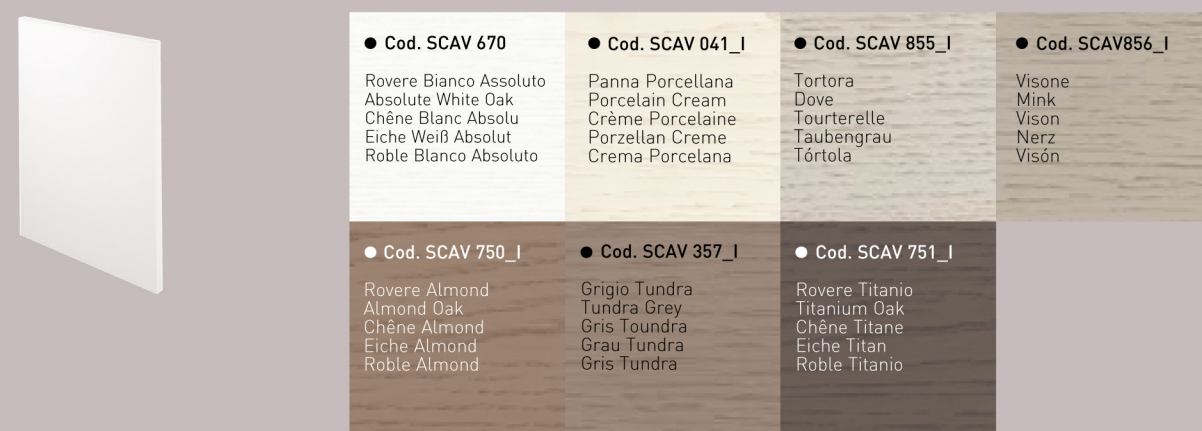 ● Cod. SCAV 670
Rovere Bianco Assoluto
Absolute White Oak
Chêne Blanc Absolu
Eiche Weiß Absolut
Roble Blanco Absoluto
● Cod. SCAV 041_I
Panna Porcellana
Porcelain Cream
Crème Porcelaine
Porzellan Creme
Crema Porcelana
● Cod. SCAV 855_I
Tortora
Dove
Tourterelle
Taubengrau
Tórtola
● Cod. SCAV856_I
Visone
Mink
Vison
Nerz
Visón
● Cod. SCAV 750_I
Rovere Almond
Almond Oak
Chêne Almond
Eiche Almond
Roble Almond
● Cod. SCAV 357_I
Grigio Tundra
Tundra Grey
Gris Toundra
Grau Tundra
Gris Tundra
● Cod. SCAV 751_I
Rovere Titanio
Titanium Oak
Chêne Titane
Eiche Titan
Roble Titanio